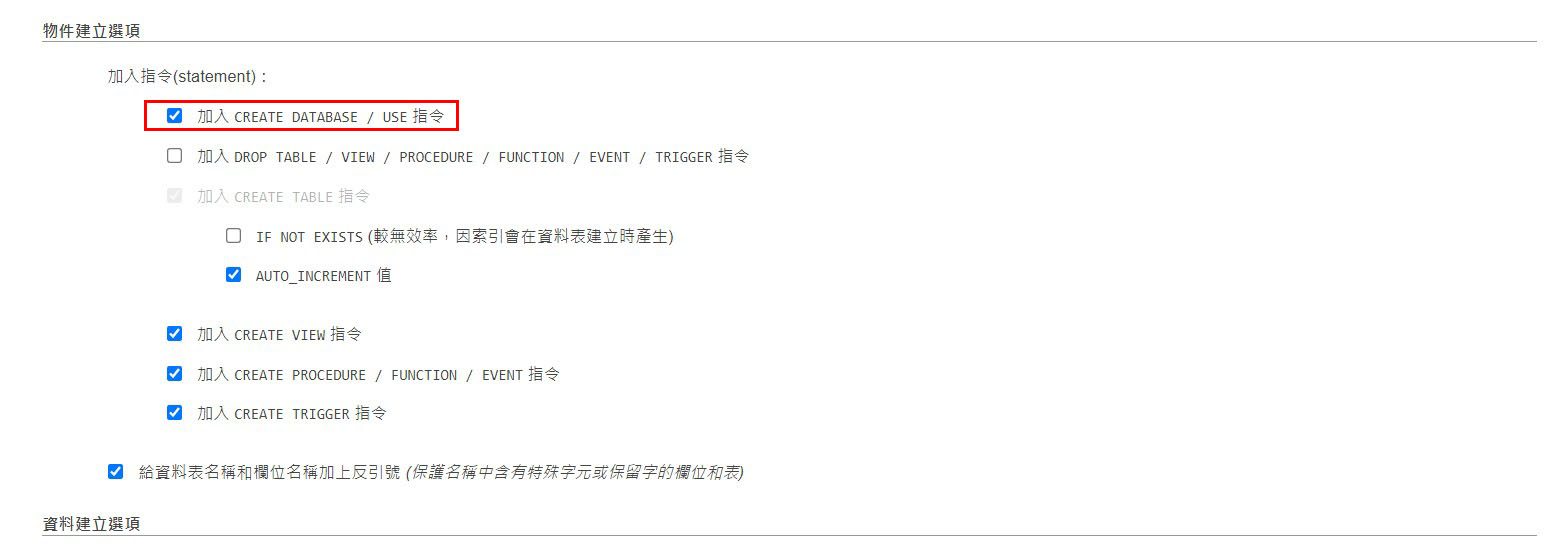 物件建立選項
加入指令(statement)：
加入 CREATE DATABASE / USE 指令
加入 DROP TABLE / VIEW / PROCEDURE / FUNCTION / EVENT / TRIGGER 指令
加入 CREATE TABLE 指令
IF NOT EXISTS (較無效率，因索引會在資料表建立時產生)
AUTO_INCREMENT 值
加入 CREATE VIEW 指令
加入 CREATE PROCEDURE / FUNCTION / EVENT 指令
加入 CREATE TRIGGER 指令
給資料表名稱和欄位名稱加上反引號 (保護名稱中含有特殊字元或保留字的欄位和表)
資料建立選項